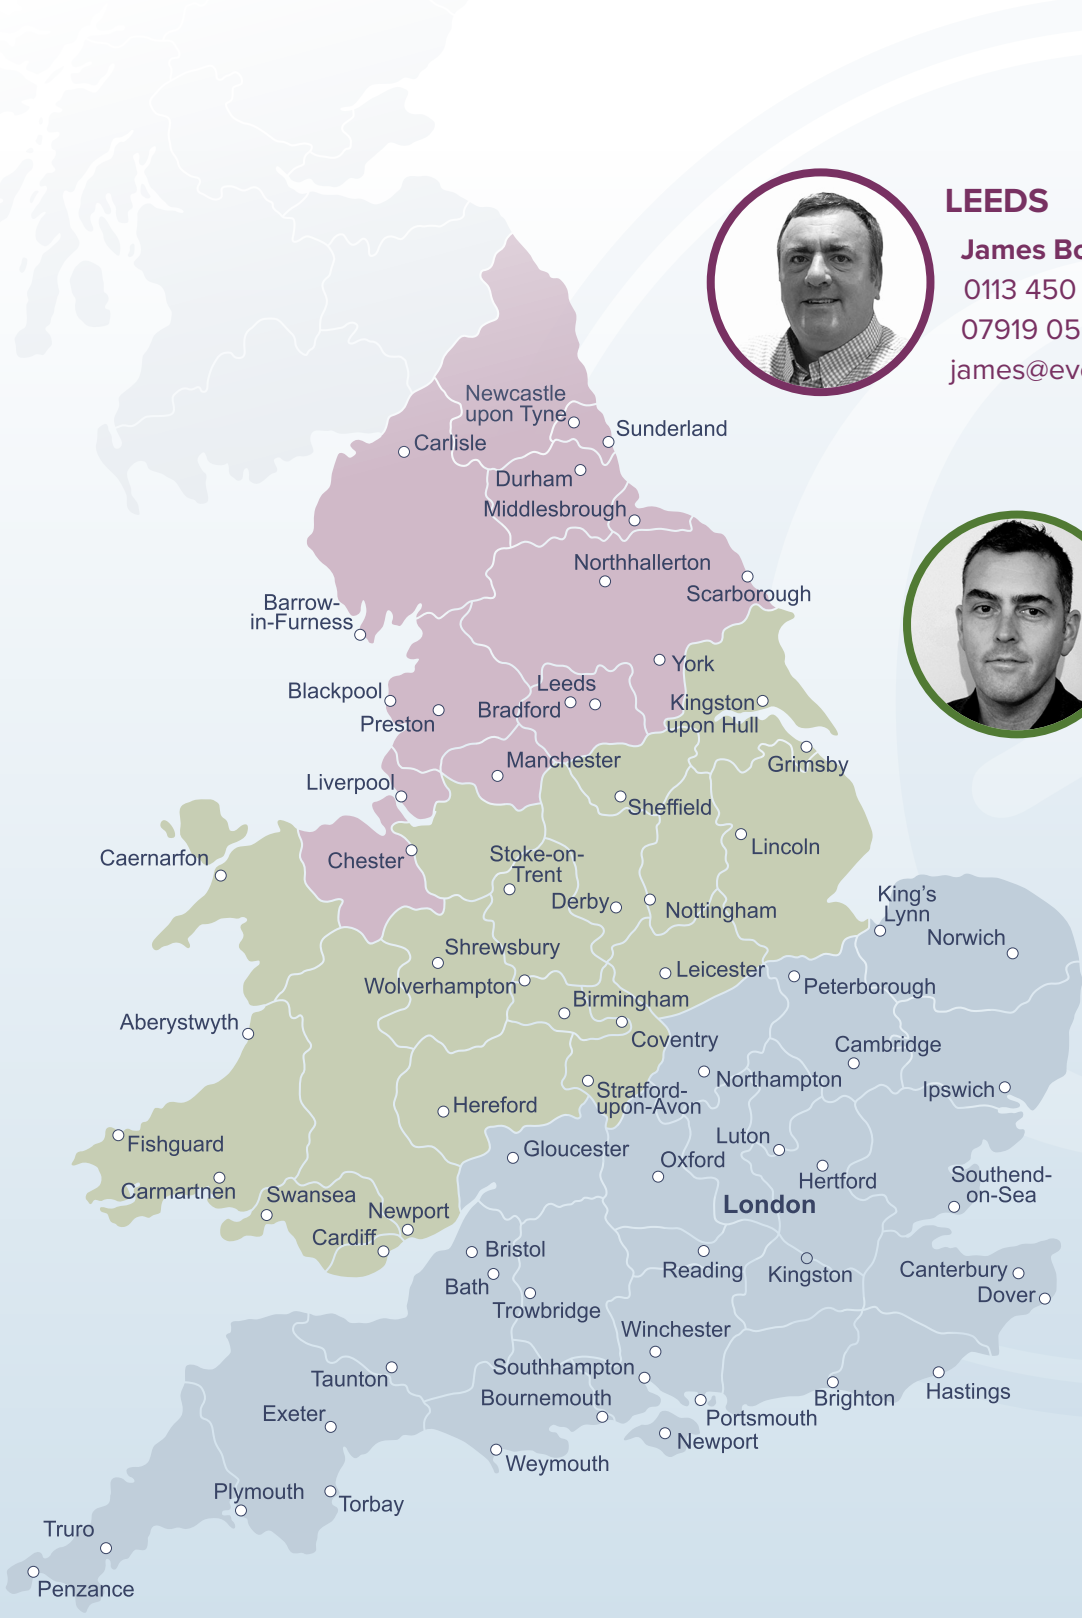 LEEDS
James
0113 450
07919 05
james@ev
Newcastle
upon Tyne
Sunderland
Carlisle
Durham
Middlesbrough
Northhallerton
Scarborough
Barrow-
in-Furness
York
Leeds
Blackpool
Bradford
Kingston
upon Hull
Preston
Manchester
Grimsby
Liverpool
Sheffield
Lincoln
Caernarfon
Chester
Stoke-on-
Trent
Derby
Nottingham
King's
Lynn
Norwich
Shrewsbury
Wolverhampton
Leicester
Peterborough
Birmingham
Aberystwyth
Coventry
Cambridge
Northampton
Ipswich
Stratford-
upon-Avon
Hereford
Fishguard
Gloucester
Luton
Oxford
Hertford
Southend-
on-Sea
Carmartnen
Swansea
London
Newport
Cardiff
Bristol
Reading
Kingston
Canterbury
Bath
Dover
Trowbridge
Winchester
Southhampton
Taunton
Bournemouth
Brighton
Hastings
Exeter
Portsmouth
Newport
Weymouth
Plymouth
Torbay
Truro
Penzance